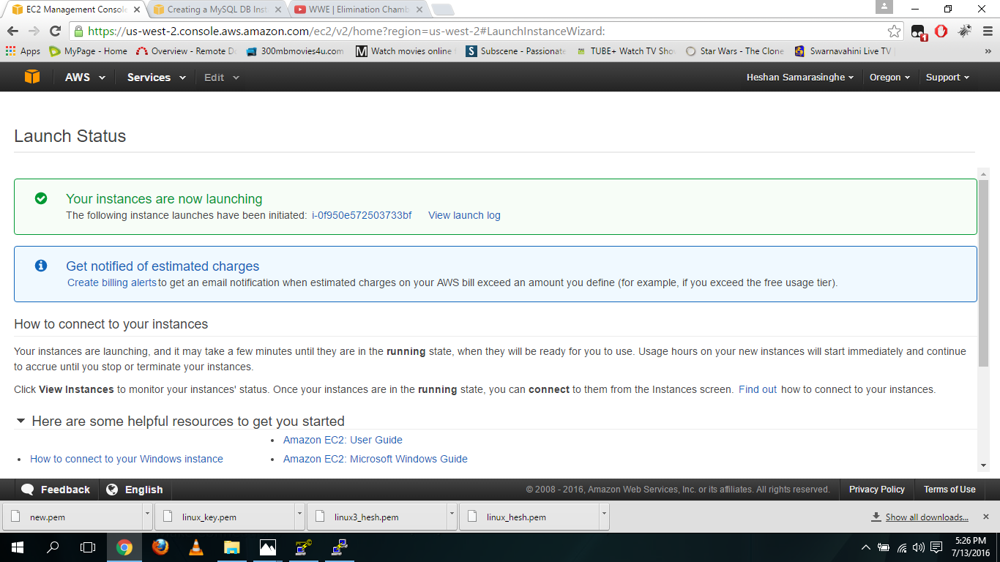 EC2 Management Console
Creating a MySQL DB Inst
WWE | Elimination Chamb
https://us-west-2.console.aws.amazon.com/ec2/v2/home?region=us-west-2#LaunchInstanceWizard:
1
Apps
MyPage - Home
Overview - Remote D
300mbmovies4u.com
M
Watch movies online
S
Subscene - Passionate
TUBE+ Watch TV Sho
Star Wars - The Clone
Swarnavahini Live TV
»
AWS
Services
Edit
Heshan Samarasinghe
Oregon
Support
Launch Status
Your instances are now launching
The following instance launches have been initiated: i-0f950e572503733bf View launch log
Get notified of estimated charges
Create billing alerts to get an email notification when estimated charges on your AWS bill exceed an amount you define (for example, if you exceed the free usage tier).
How to connect to your instances
Your instances are launching, and it may take a few minutes until they are in the running state, when they will be ready for you to use. Usage hours on your new instances will start immediately and continue
to accrue until you stop or terminate your instances.
Click View Instances to monitor your instances' status. Once your instances are in the running state, you can connect to them from the Instances screen. Find out how to connect to your instances.
Here are some helpful resources to get you started
• Amazon EC2: User Guide
• How to connect to your Windows instance
• Amazon EC2: Microsoft Windows Guide
Feedback
English
© 2008 - 2016, Amazon Web Services, Inc. or its affiliates. All rights reserved.
Privacy Policy
Terms of Use
new.pem
linux_key.pem
linux3_hesh.pem
linux_hesh.pem
Show all downloads...
5:26 PM
7/13/2016